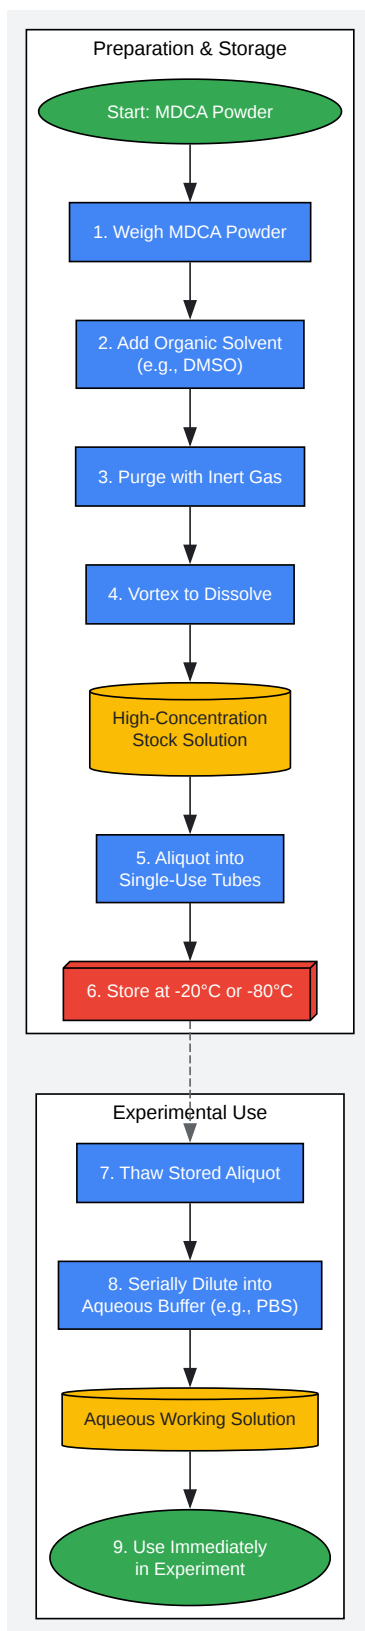 Preparation & Storage
Start: MDCA Powder
1. Weigh MDCA Powder
2. Add Organic Solvent
(e.g., DMSO)
3. Purge with Inert Gas
4. Vortex to Dissolve
High-Concentration
Stock Solution
5. Aliquot into
Single-Use Tubes
6. Store at -20°C or -80°C
Experimental Use
7. Thaw Stored Aliquot
8. Serially Dilute into
Aqueous Buffer (e.g., PBS)
Aqueous Working Solution
9. Use Immediately
in Experiment